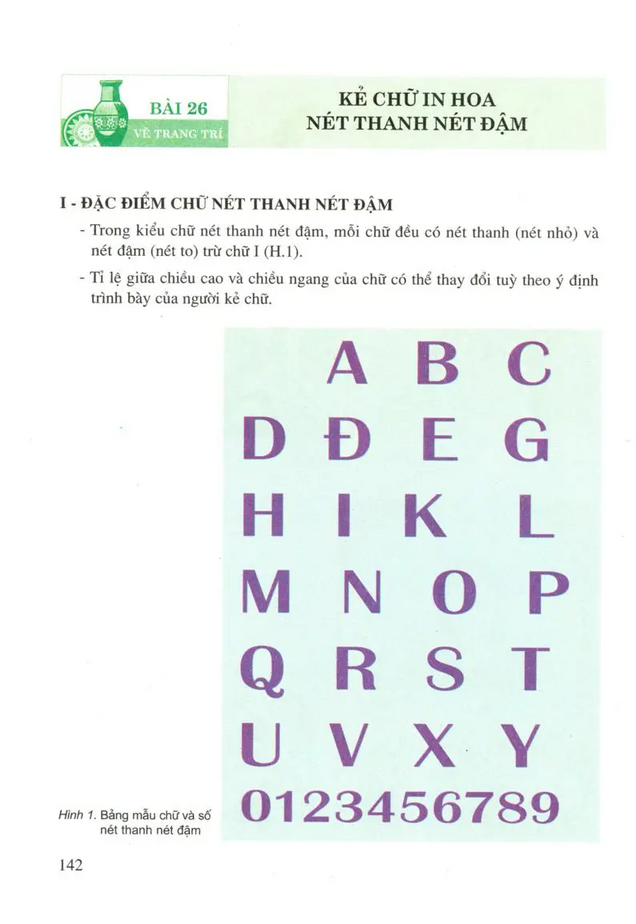 BÀI 26
VẼ TRANG TRÍ
KẺ CHỮ IN HOA
NÉT THANH NÉT ĐẬM
I - ĐẶC ĐIỂM CHỮ NÉT THANH NÉT ĐẬM
- Trong kiểu chữ nét thanh nét đậm, mỗi chữ đều có nét thanh (nét nhỏ) và
nét đậm (nét to) trừ chữ I (H.1).
- Tỉ lệ giữa chiều cao và chiều ngang của chữ có thể thay đổi tuỳ theo ý định
trình bày của người kẻ chữ.
A B C
D Đ E G
H I K L
M N O P
Q R S T
U V X Y
0123456789
Hình 1. Bảng mẫu chữ và số
nét thanh nét đậm
142